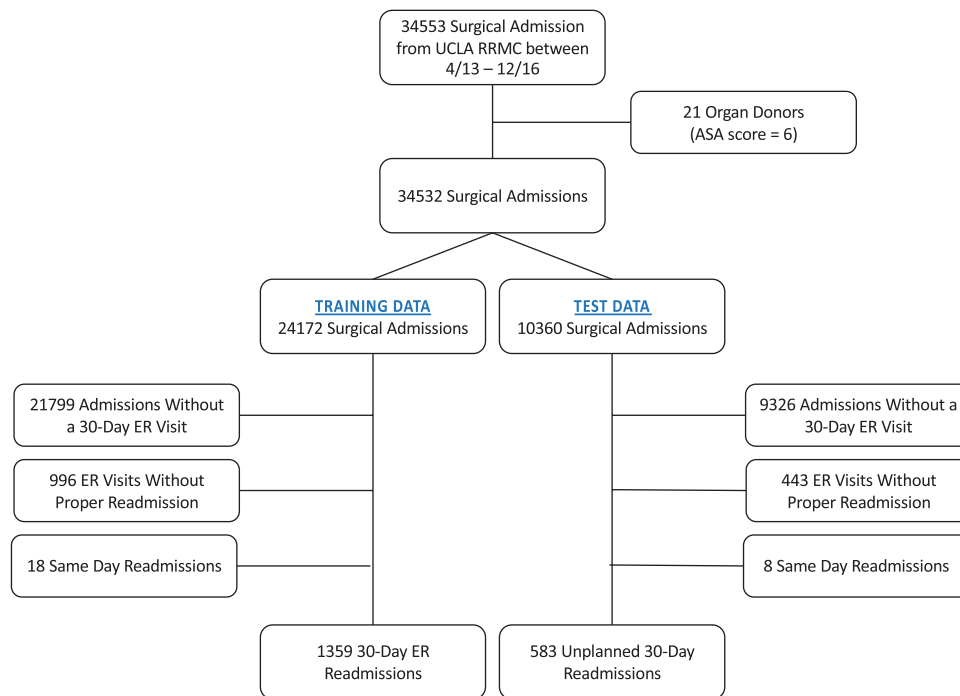 34553 Surgical Admission
from UCLA RRMC between
4/13 – 12/16
21 Organ Donors
(ASA score = 6)
34532 Surgical Admissions
TRAINING DATA
24172 Surgical Admissions
TEST DATA
10360 Surgical Admissions
21799 Admissions Without
a 30-Day ER Visit
9326 Admissions Without a
30-Day ER Visit
996 ER Visits Without
Proper Readmission
443 ER Visits Without
Proper Readmission
18 Same Day Readmissions
8 Same Day Readmissions
1359 30-Day ER
Readmissions
583 Unplanned 30-Day
Readmissions